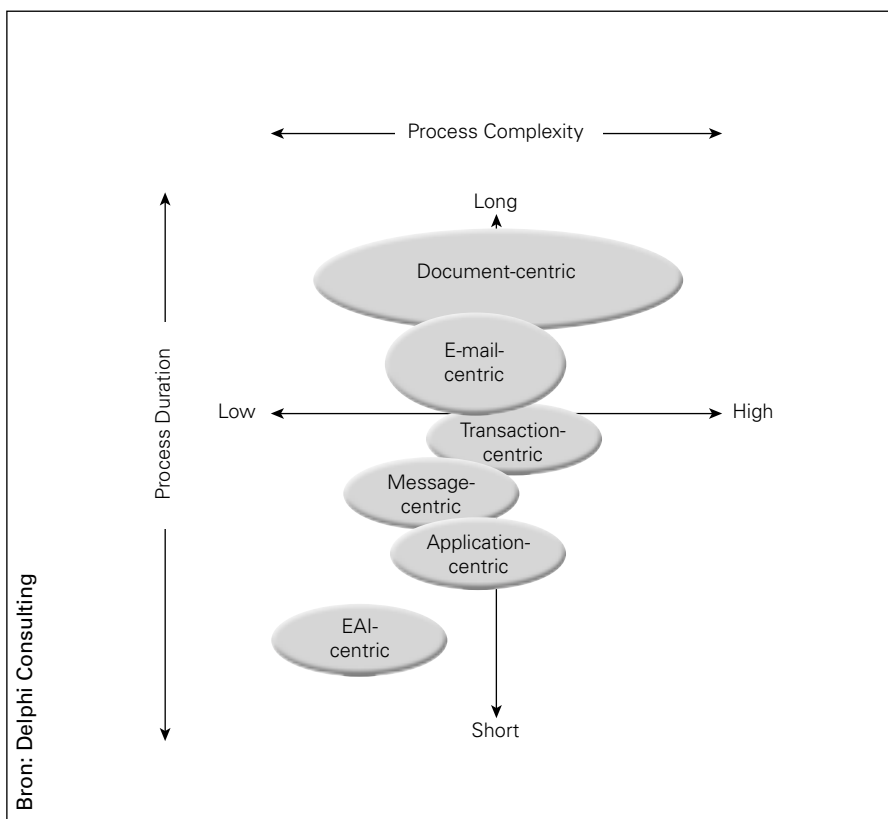 Process Complexity
Long
Document-centric
E-mail-
centric
Low
High
Transaction-
centric
Message-
centric
Application-
centric
EAI-
centric
Short
Process Duration
Bron: Delphi Consulting